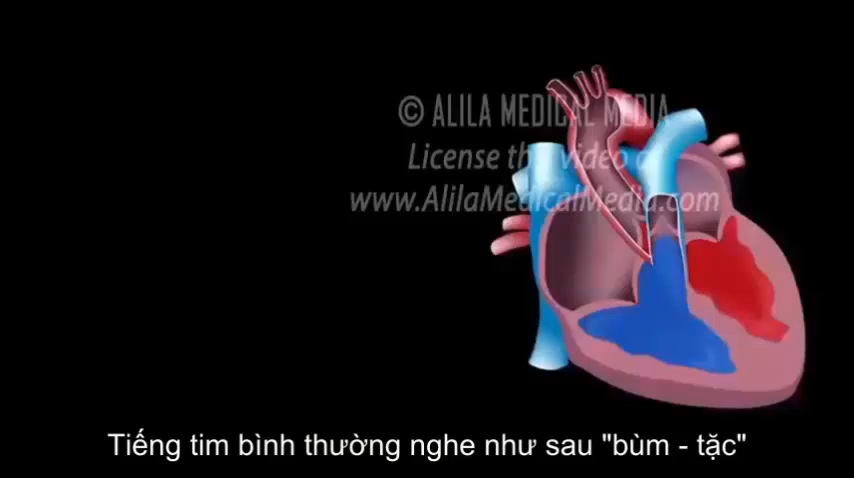 © ALILA MEDICAL MEDIA
License this video at
www.AlilaMedicalMedia.com
Tiếng tim bình thường nghe như sau "bùm - tặc"